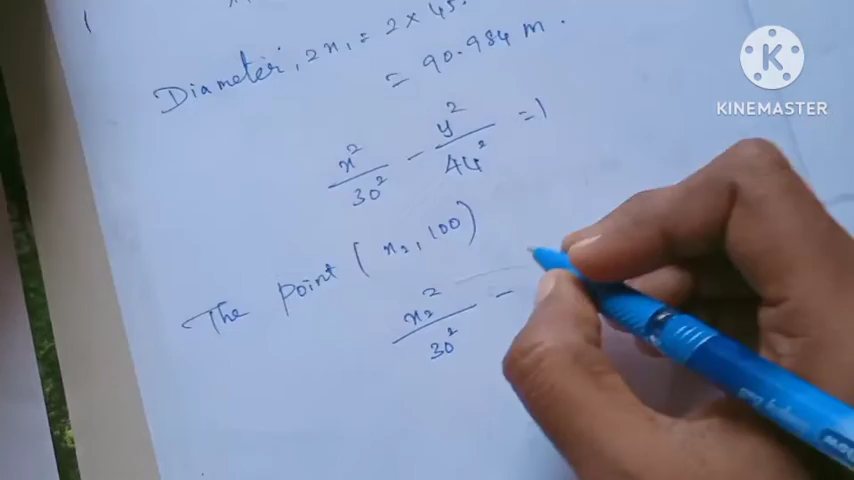 Diameter, 2x₁ = 2 × 45.
= 90.984 m.
x²/30² - y²/44² = 1
The point (x₂, 100)
x₂²/30² -
KINEMASTER